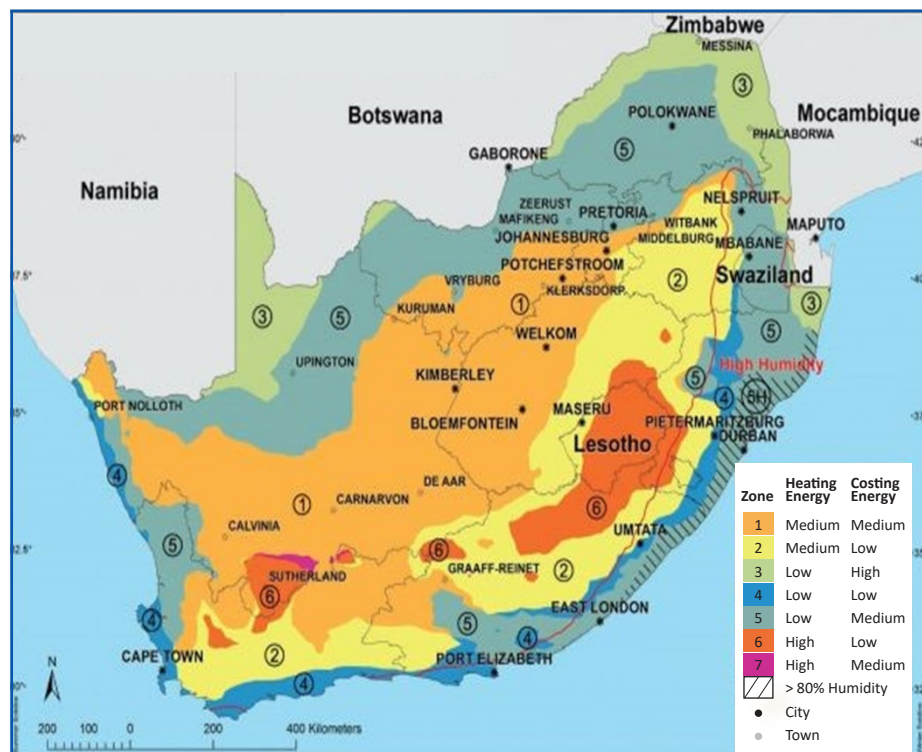 Zimbabwe
MESSINA
③
Botswana
Mocambique
POLOKWANE
PHALABORWA
⑤
GABORONE
Namibia
NELSPRUIT
ZEERUST
MAFIKENG
PRETORIA
WITBANK
MAPUTO
JOHANNESBURG
MIDDELBURG
MBABANE
POTCHEFSTROOM
Swaziland
②
VRYBURG
KLERKSDORP
①
③
KURUMAN
③
⑤
⑤
WELKOM
UPINGTON
High Humidity
KIMBERLEY
⑤
5H
④
PORT NOLLOTH
BLOEMFONTEIN
MASERU
PIETERMARITZBURG
DURBAN
Lesotho
④
DE AAR
①
CARNARVON
⑥
CALVINIA
UMTATA
⑤
⑥
SUTHERLAND
GRAAFF-REINET
②
⑥
EAST LONDON
④
⑤
④
CAPE TOWN
②
PORT ELIZABETH
④
N
200 100 0 200 400 Kilometers
Zone Heating Energy Costing Energy
1 Medium Medium
2 Medium Low
3 Low High
4 Low Low
5 Low Medium
6 High Low
7 High Medium
> 80% Humidity
City
Town